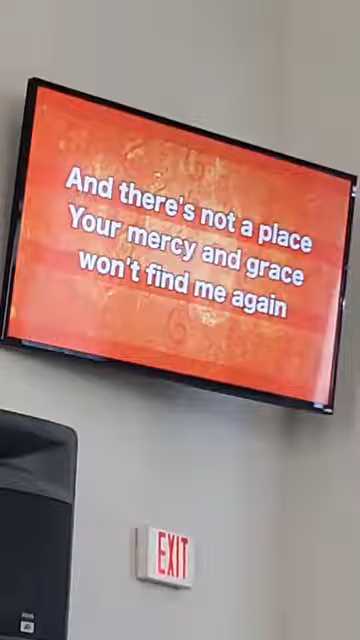 And there's not a place
Your mercy and grace
won't find me again
EXIT